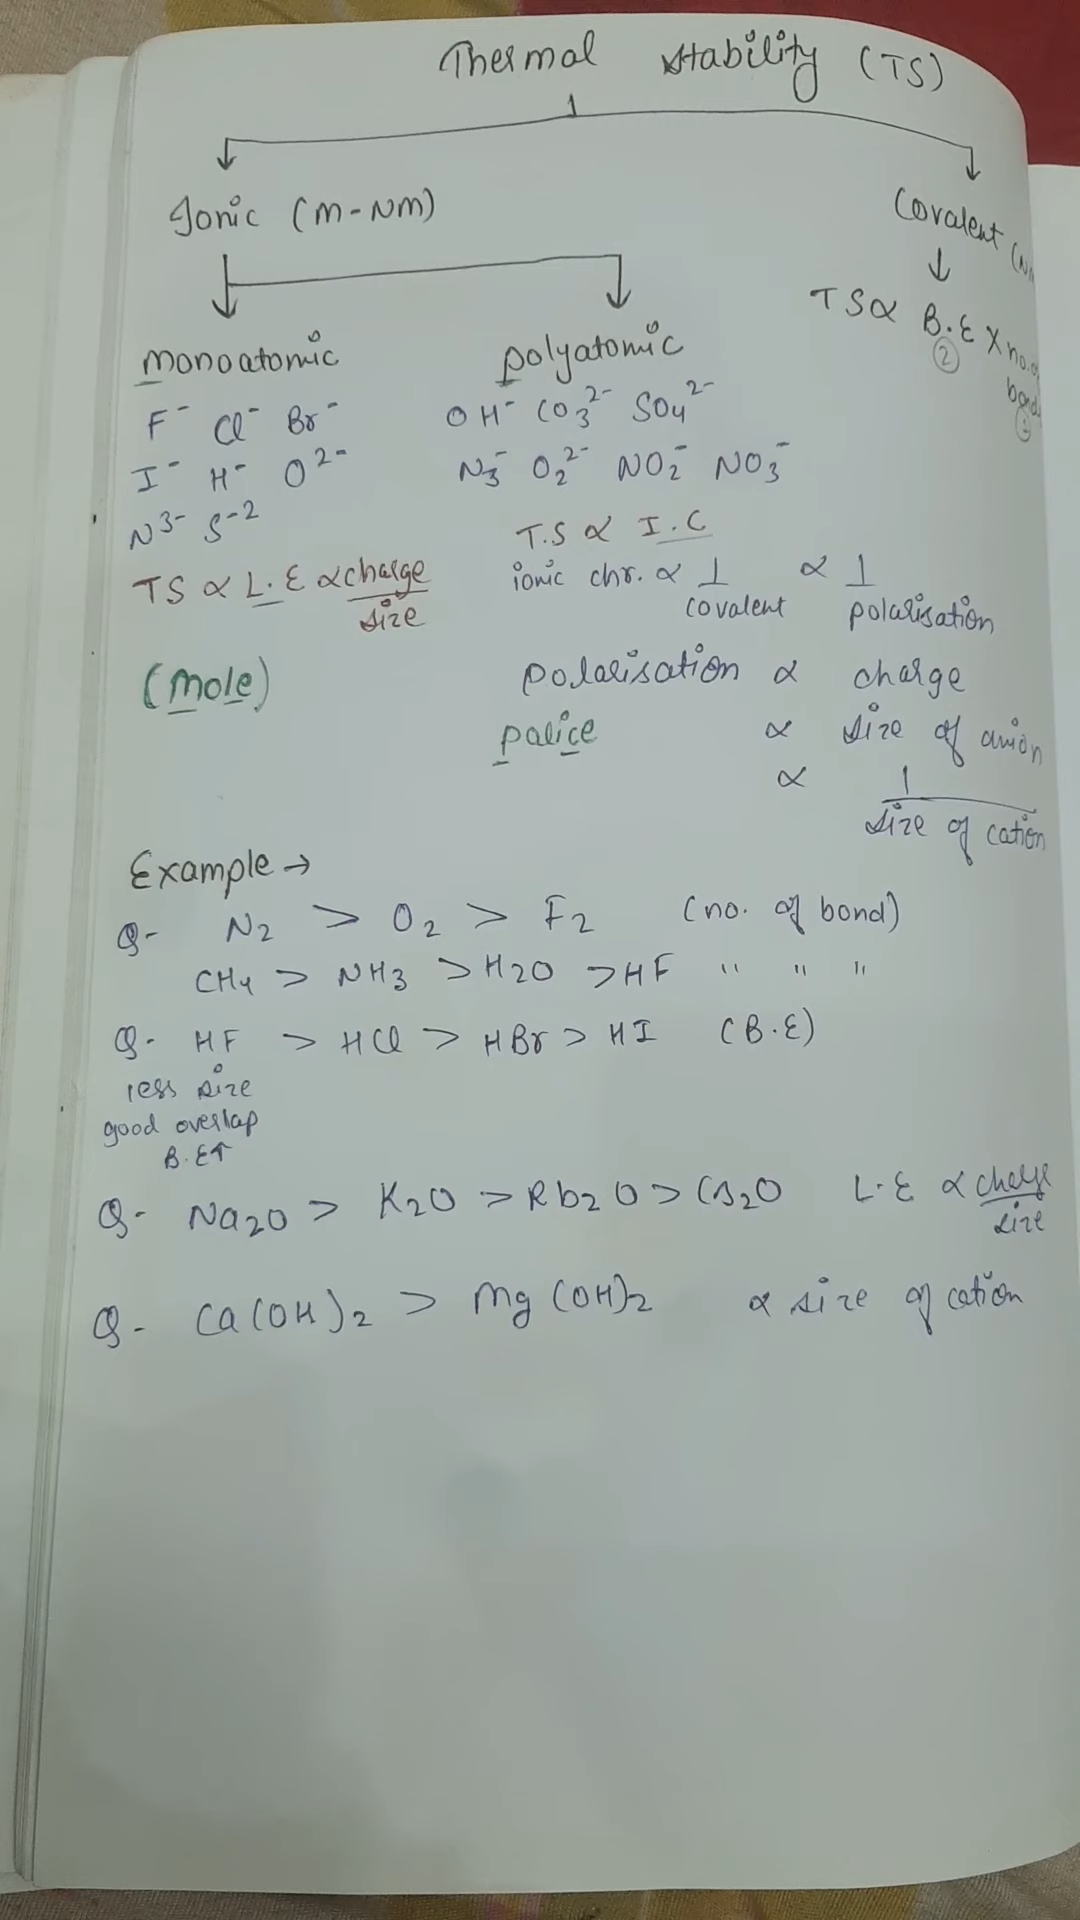 Thermal stability (TS)
Ionic (M-NM)
Covalent
TS ∝ B.E × no. of bond
② ①
Monoatomic
Polyatomic
F⁻ Cl⁻ Br⁻
OH⁻ CO₃²⁻ SO₄²⁻
I⁻ H⁻ O²⁻
N₃⁻ O₂²⁻ NO₂⁻ NO₃⁻
N³⁻ S⁻²
T.S ∝ I.C
TS ∝ L.E ∝ charge/size
ionic chr. ∝ 1/covalent ∝ 1/polarisation
(Mole)
Polarisation ∝ charge
palice
∝ size of anion
∝ 1/size of cation
Example →
Q- N₂ > O₂ > F₂ (no. of bond)
CH₄ > NH₃ > H₂O > HF " " "
Q. HF > HCl > HBr > HI (B.E)
less size
good overlap
B.E↑
Q- Na₂O > K₂O > Rb₂O > Cs₂O L.E ∝ charge/size
Q- Ca(OH)₂ > Mg(OH)₂ ∝ size of cation